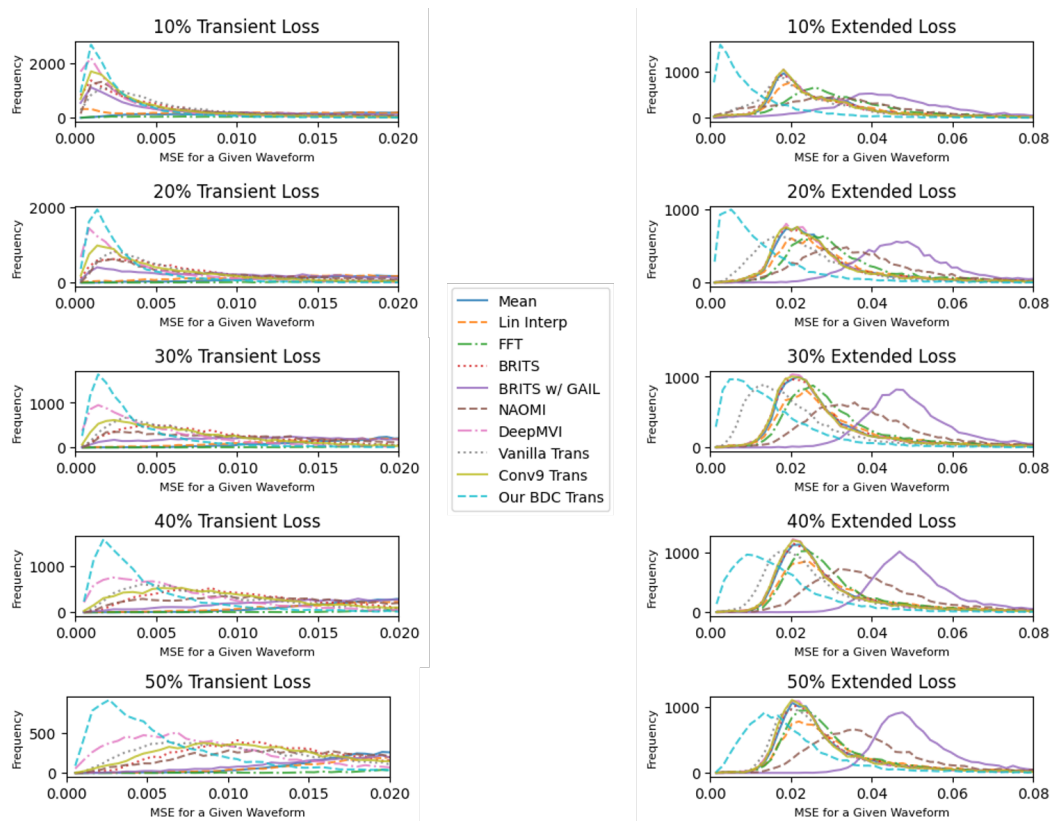 10% Transient Loss
Frequency
2000
0
0.000 0.005 0.010 0.015 0.020
MSE for a Given Waveform
20% Transient Loss
Frequency
2000
0
0.000 0.005 0.010 0.015 0.020
MSE for a Given Waveform
30% Transient Loss
Frequency
1000
0
0.000 0.005 0.010 0.015 0.020
MSE for a Given Waveform
40% Transient Loss
Frequency
1000
0
0.000 0.005 0.010 0.015 0.020
MSE for a Given Waveform
50% Transient Loss
Frequency
500
0
0.000 0.005 0.010 0.015 0.020
MSE for a Given Waveform
Mean
Lin Interp
FFT
BRITS
BRITS w/ GAIL
NAOMI
DeepMVI
Vanilla Trans
Conv9 Trans
Our BDC Trans
10% Extended Loss
Frequency
1000
0
0.00 0.02 0.04 0.06 0.08
MSE for a Given Waveform
20% Extended Loss
Frequency
1000
0
0.00 0.02 0.04 0.06 0.08
MSE for a Given Waveform
30% Extended Loss
Frequency
1000
0
0.00 0.02 0.04 0.06 0.08
MSE for a Given Waveform
40% Extended Loss
Frequency
1000
0
0.00 0.02 0.04 0.06 0.08
MSE for a Given Waveform
50% Extended Loss
Frequency
1000
0
0.00 0.02 0.04 0.06 0.08
MSE for a Given Waveform